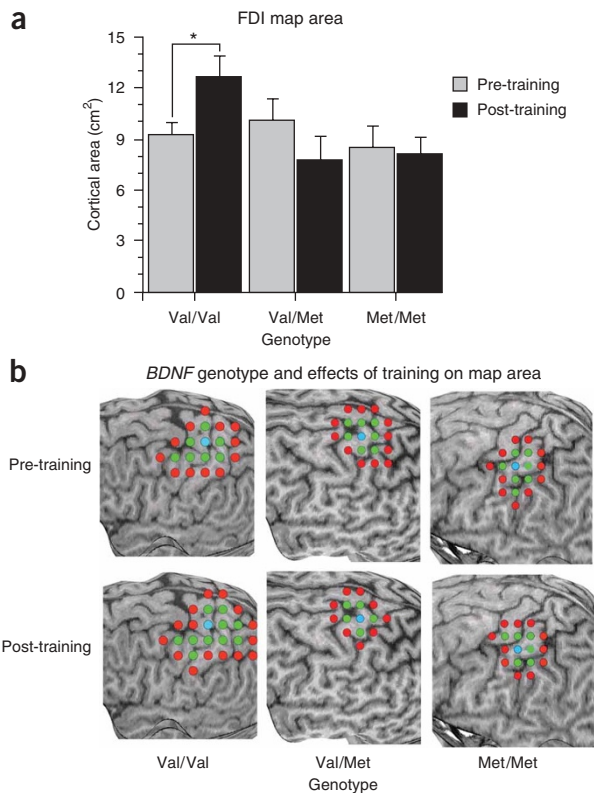 a
FDI map area
15
12
9
6
3
0
Cortical area (cm²)
*
Pre-training
Post-training
Val/Val
Val/Met
Met/Met
Genotype
b
BDNF genotype and effects of training on map area
Pre-training
Post-training
Val/Val
Val/Met
Met/Met
Genotype